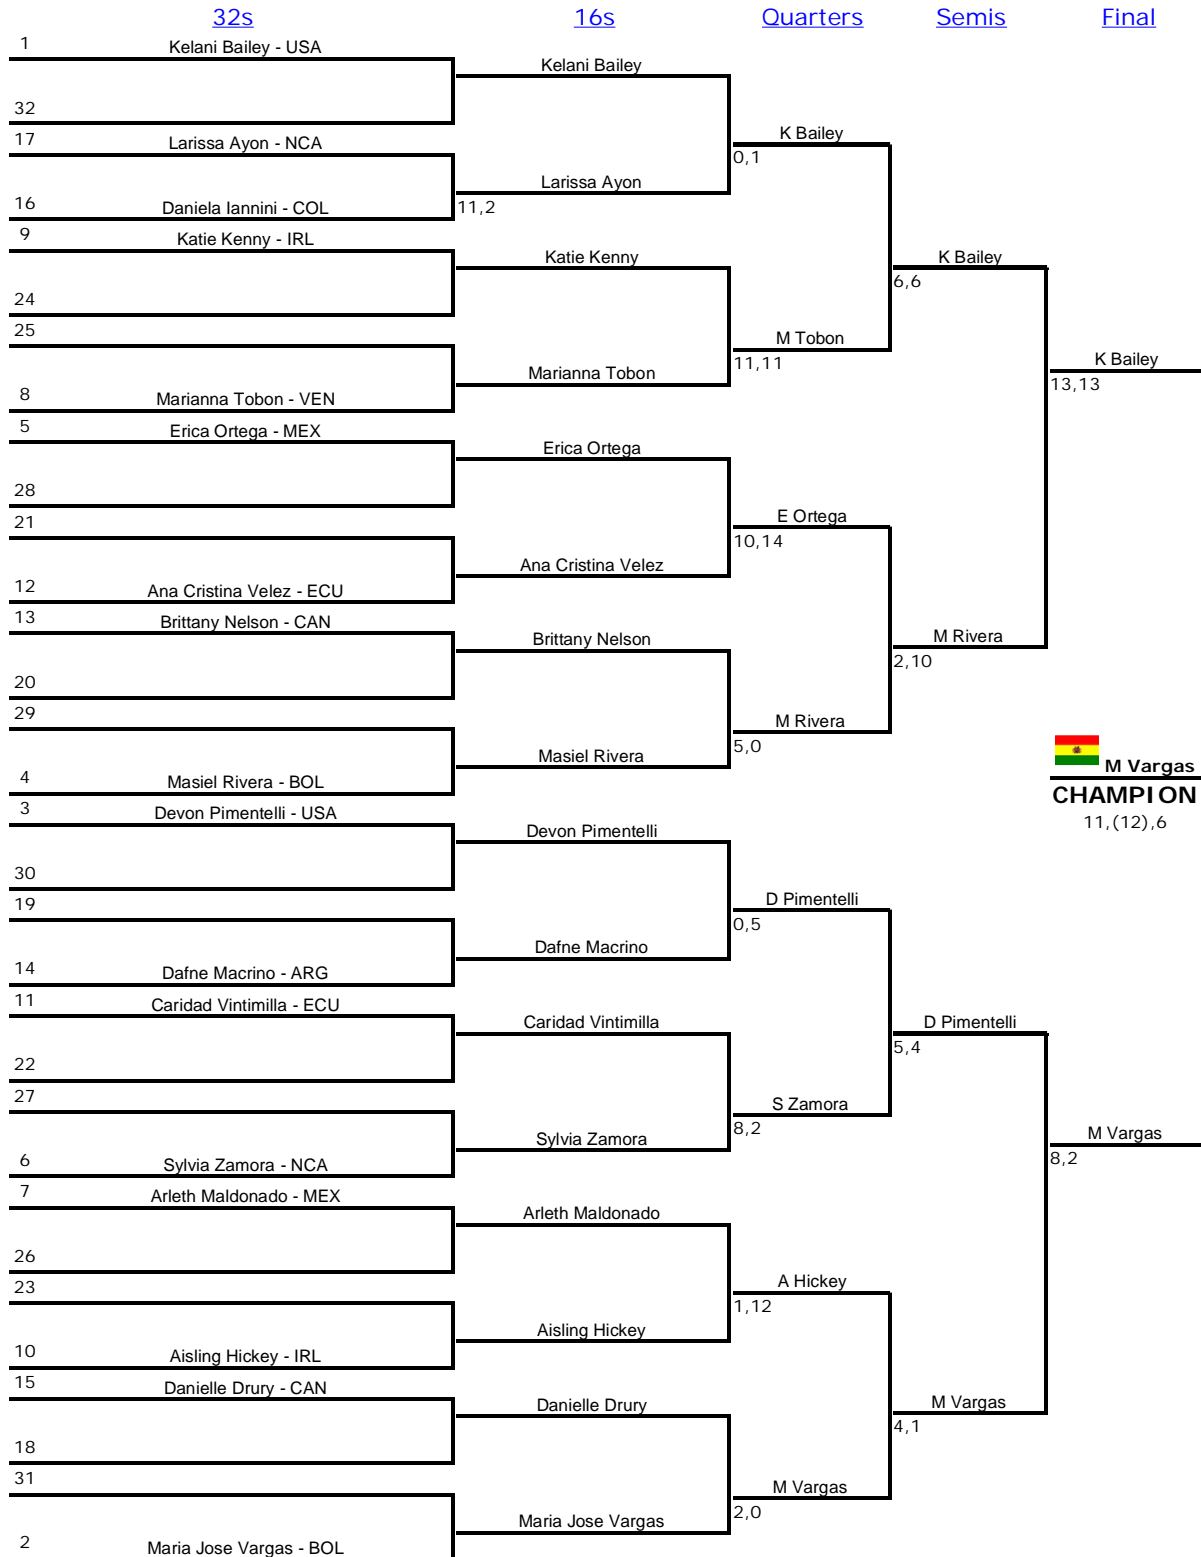 32s 16s Quarters Semis Final
1 Kelani Bailey - USA
Kelani Bailey
32
K Bailey
17 Larissa Ayon - NCA
0,1
Larissa Ayon
16 Daniela Iannini - COL
11,2
9 Katie Kenny - IRL
Katie Kenny
K Bailey
6,6
24
25
M Tobon
11,11
K Bailey
13,13
Marianna Tobon
8 Marianna Tobon - VEN
5 Erica Ortega - MEX
Erica Ortega
28
E Ortega
21
10,14
Ana Cristina Velez
12 Ana Cristina Velez - ECU
13 Brittany Nelson - CAN
Brittany Nelson
M Rivera
2,10
20
29
M Rivera
5,0
Masiel Rivera
M Vargas
4 Masiel Rivera - BOL
CHAMPION
3 Devon Pimentelli - USA
11,(12),6
Devon Pimentelli
30
D Pimentelli
19
0,5
Dafne Macrino
14 Dafne Macrino - ARG
11 Caridad Vintimilla - ECU
Caridad Vintimilla
D Pimentelli
5,4
22
27
S Zamora
8,2
Sylvia Zamora
M Vargas
8,2
6 Sylvia Zamora - NCA
7 Arleth Maldonado - MEX
Arleth Maldonado
26
A Hickey
23
1,12
Aisling Hickey
10 Aisling Hickey - IRL
15 Danielle Drury - CAN
Danielle Drury
M Vargas
4,1
18
31
M Vargas
2,0
Maria Jose Vargas
2 Maria Jose Vargas - BOL